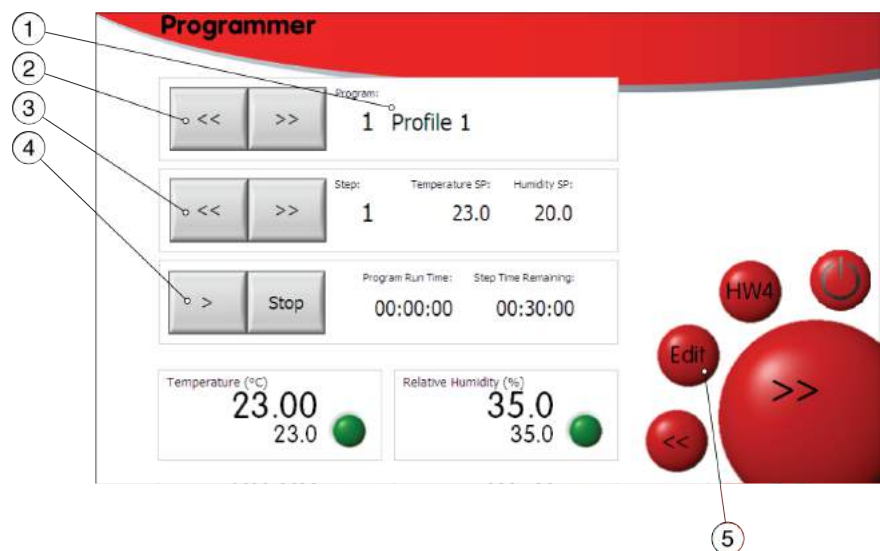 Programmer
1
2
3
4
<< >>
Program:
1 Profile 1
<< >>
Step: Temperature SP: Humidity SP:
1 23.0 20.0
> Stop
Program Run Time: Step Time Remaining:
00:00:00 00:30:00
HW4
Edit
>>
<<
Temperature (°C)
23.00
23.0
Relative Humidity (%)
35.0
35.0
5